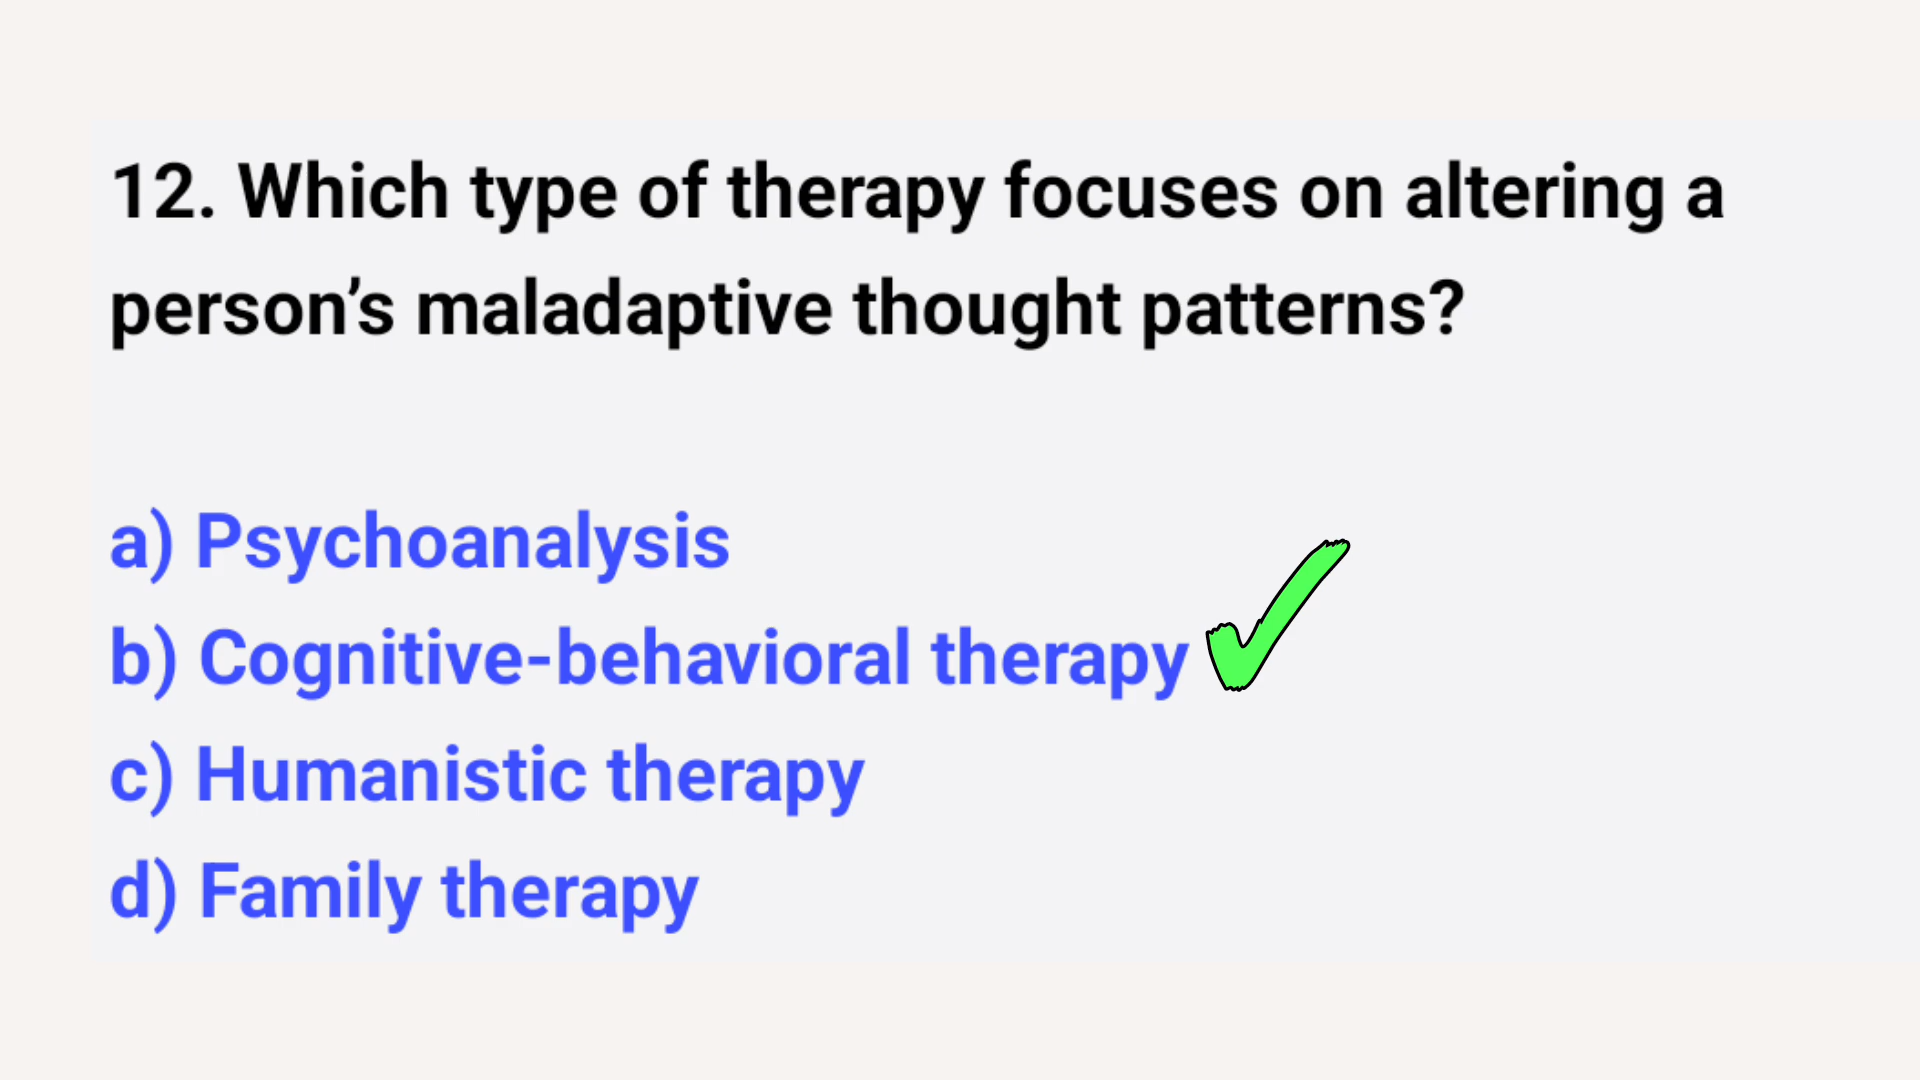 12. Which type of therapy focuses on altering a
person’s maladaptive thought patterns?
a) Psychoanalysis
b) Cognitive-behavioral therapy
c) Humanistic therapy
d) Family therapy